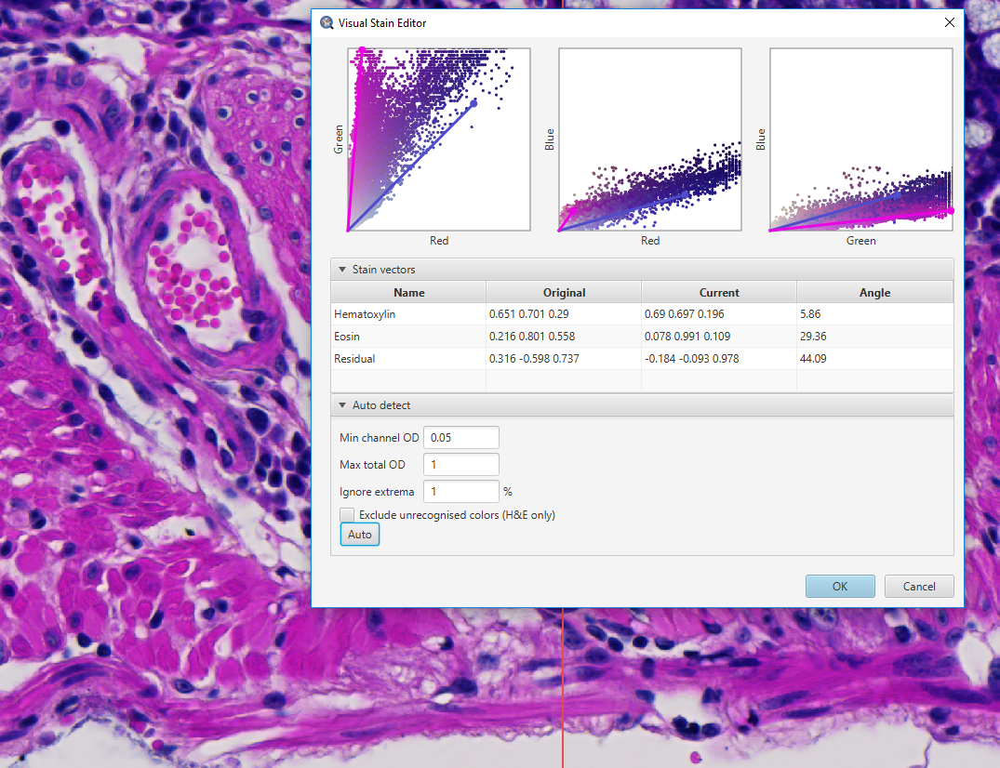 Visual Stain Editor
Green
Red
Blue
Red
Blue
Green
Stain vectors
Name Original Current Angle
Hematoxylin 0.651 0.701 0.29 0.69 0.697 0.196 5.86
Eosin 0.216 0.801 0.558 0.078 0.991 0.109 29.36
Residual 0.316 -0.598 0.737 -0.184 -0.093 0.978 44.09
Auto detect
Min channel OD 0.05
Max total OD 1
Ignore extrema 1 %
Exclude unrecognised colors (H&E only)
Auto
OK Cancel